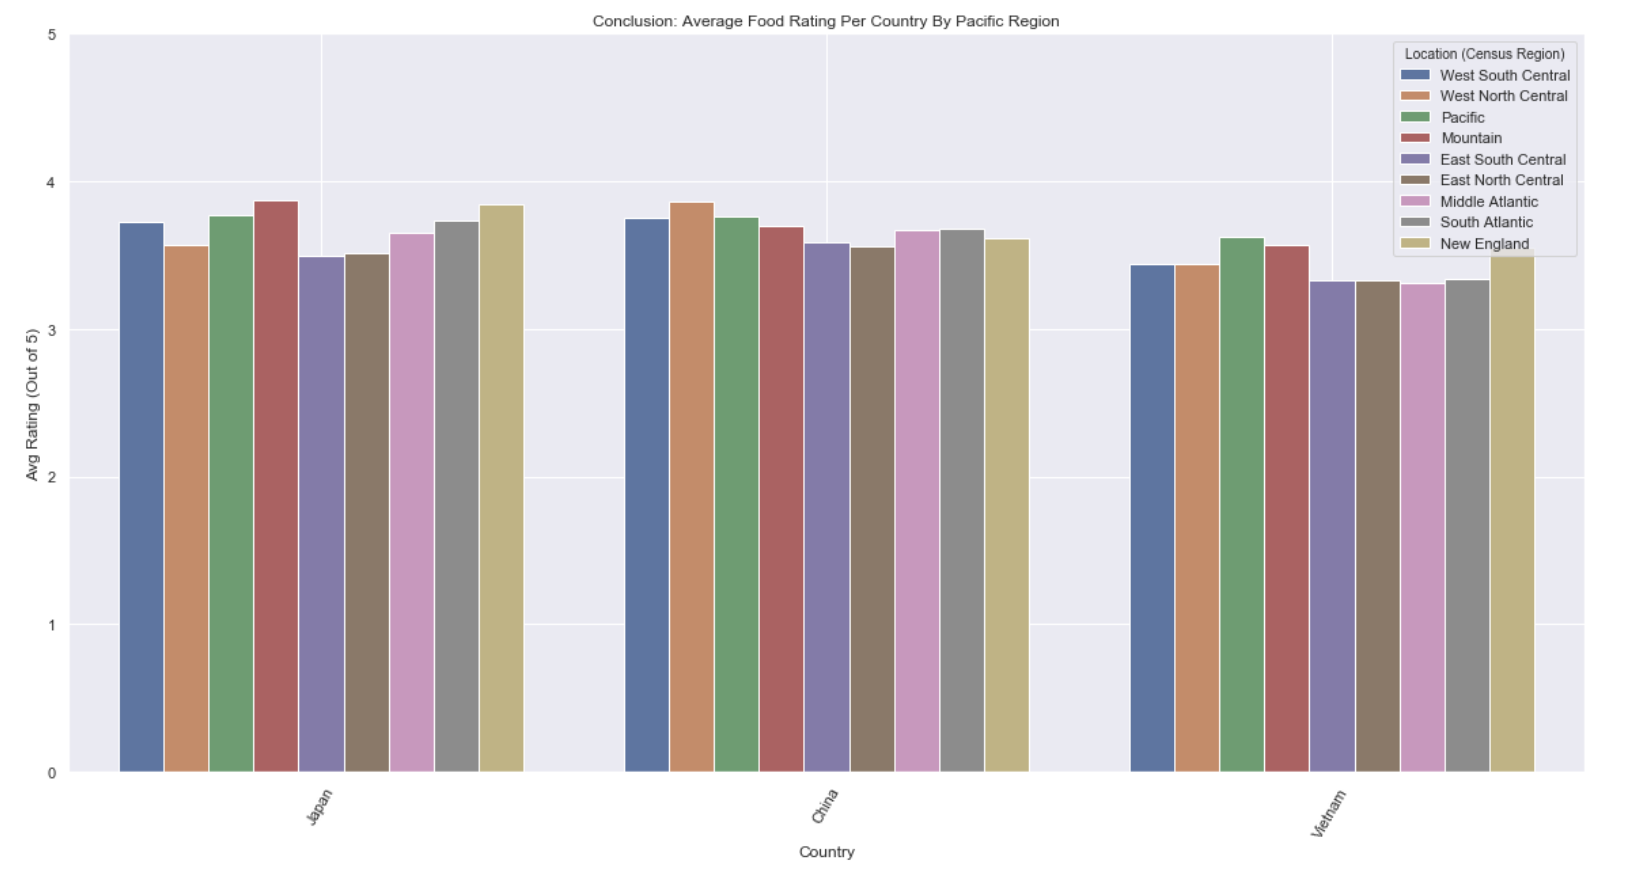 Conclusion: Average Food Rating Per Country By Pacific Region
5
4
3
2
1
0
Avg Rating (Out of 5)
Location (Census Region)
West South Central
West North Central
Pacific
Mountain
East South Central
East North Central
Middle Atlantic
South Atlantic
New England
Japan
China
Vietnam
Country